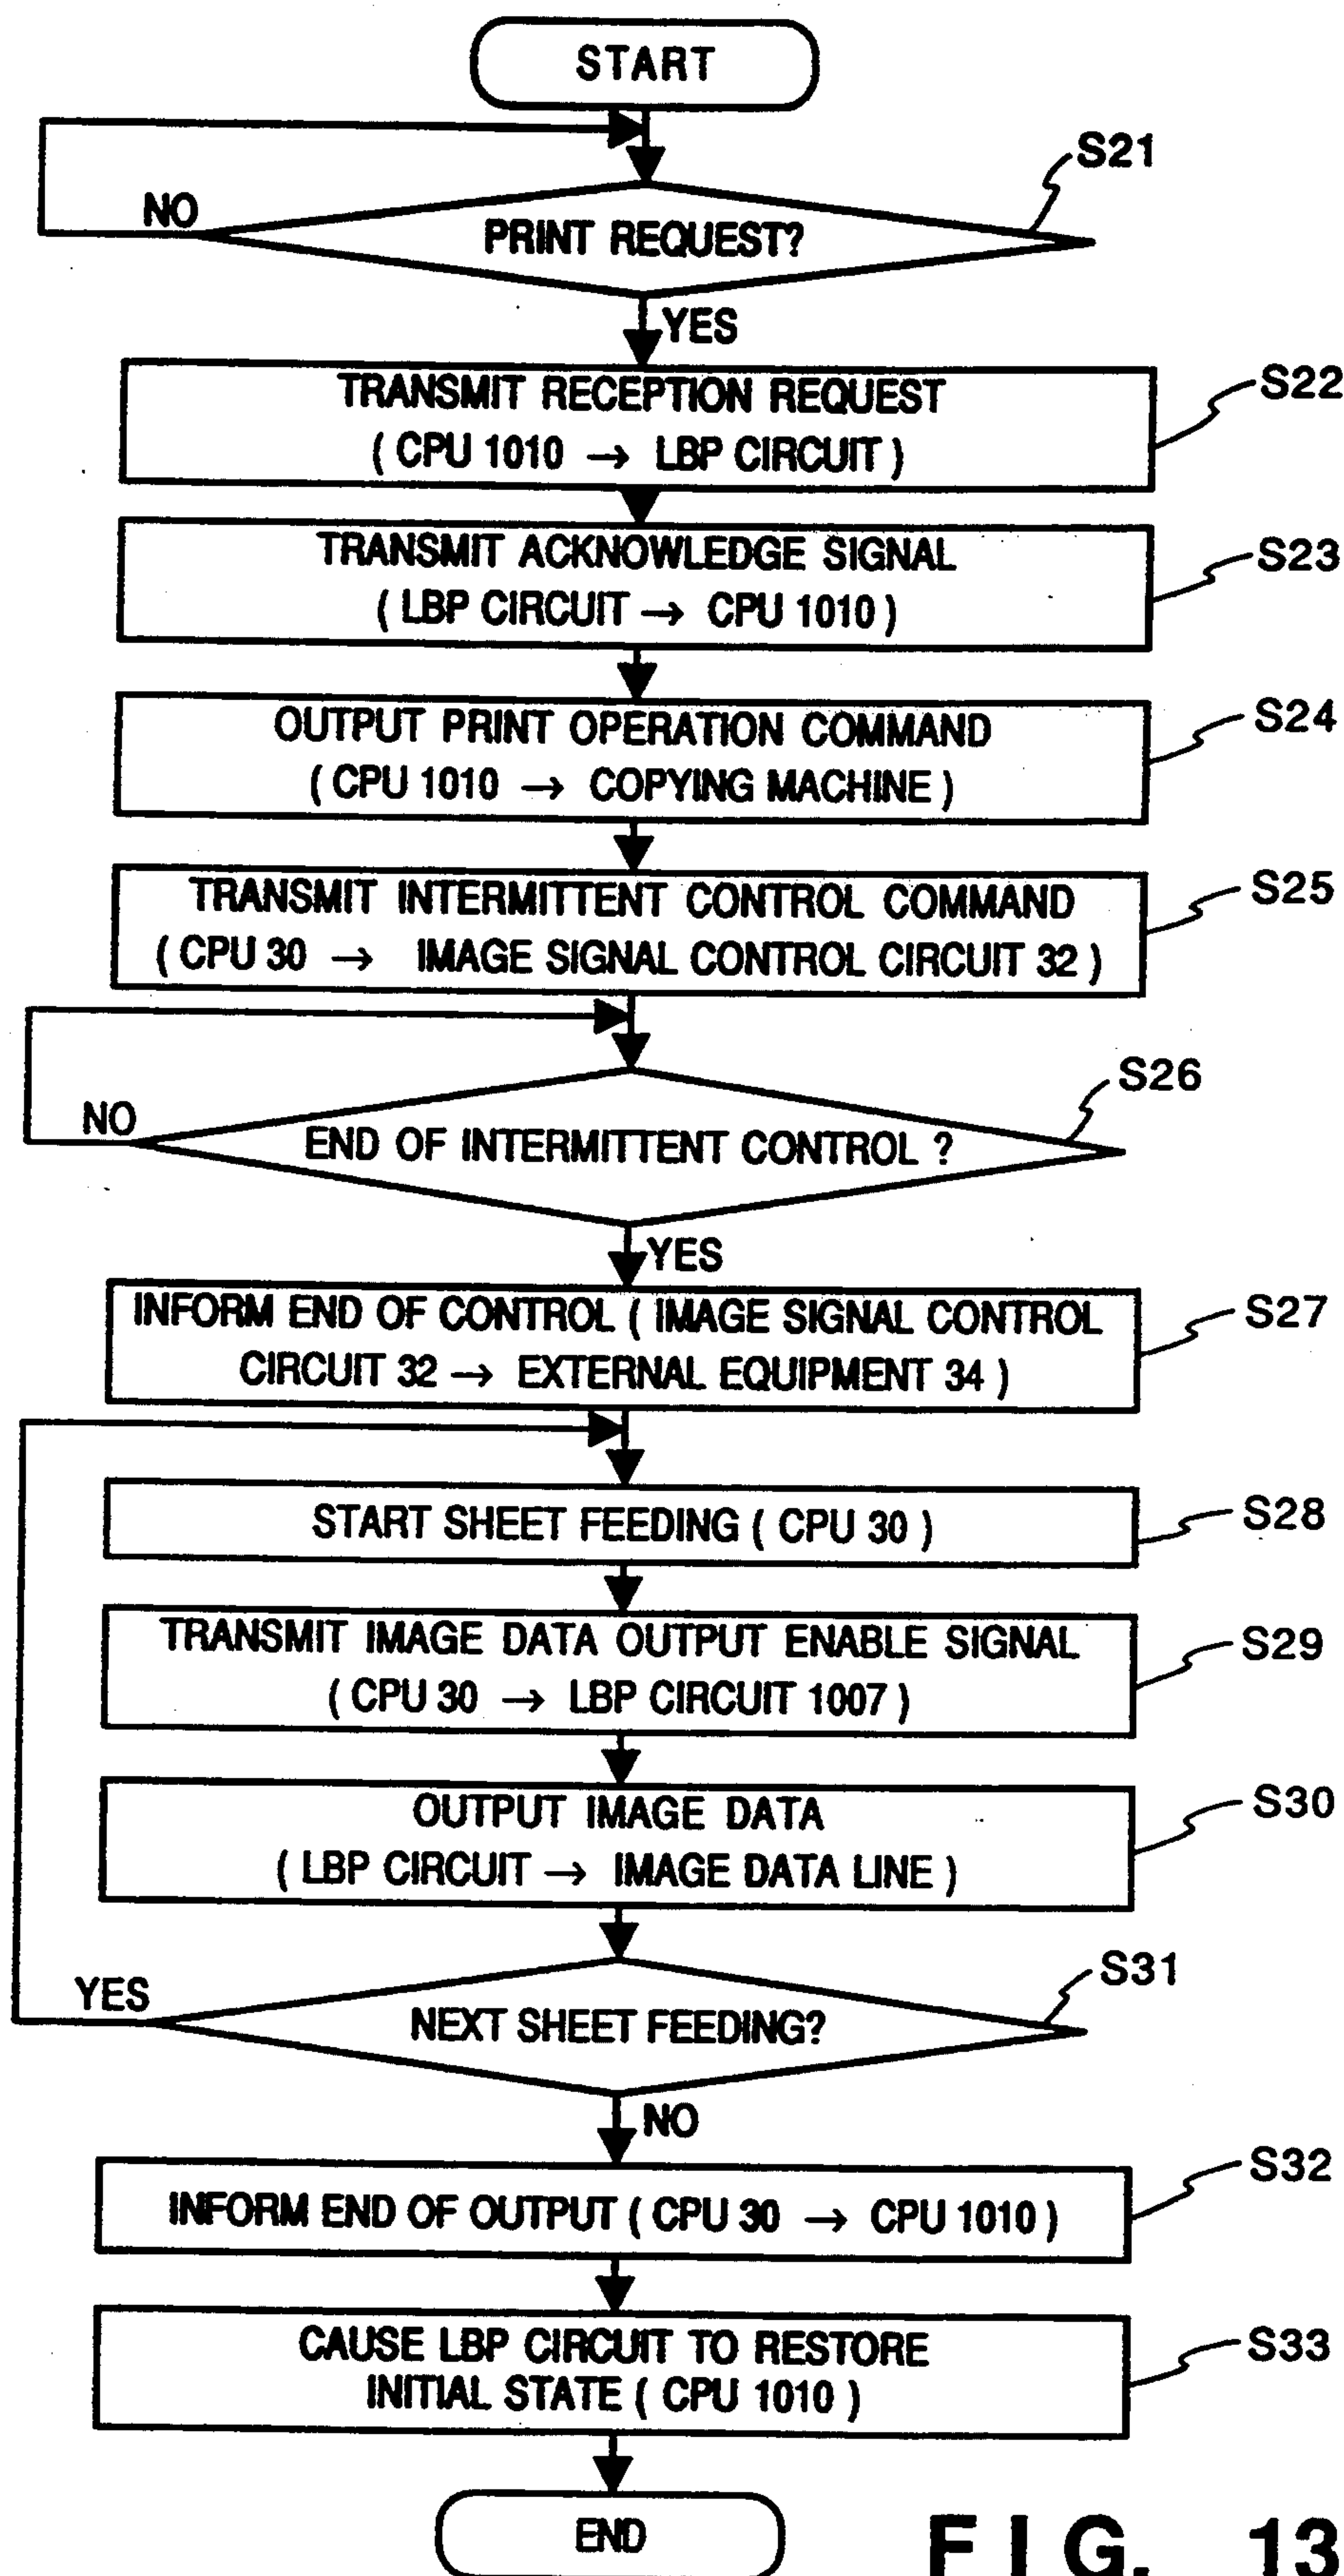 START
S21
NO
PRINT REQUEST?
YES
TRANSMIT RECEPTION REQUEST
( CPU 1010 → LBP CIRCUIT )
S22
TRANSMIT ACKNOWLEDGE SIGNAL
( LBP CIRCUIT → CPU 1010 )
S23
OUTPUT PRINT OPERATION COMMAND
( CPU 1010 → COPYING MACHINE )
S24
TRANSMIT INTERMITTENT CONTROL COMMAND
( CPU 30 → IMAGE SIGNAL CONTROL CIRCUIT 32 )
S25
S26
NO
END OF INTERMITTENT CONTROL ?
YES
INFORM END OF CONTROL ( IMAGE SIGNAL CONTROL
CIRCUIT 32 → EXTERNAL EQUIPMENT 34 )
S27
START SHEET FEEDING ( CPU 30 )
S28
TRANSMIT IMAGE DATA OUTPUT ENABLE SIGNAL
( CPU 30 → LBP CIRCUIT 1007 )
S29
OUTPUT IMAGE DATA
( LBP CIRCUIT → IMAGE DATA LINE )
S30
S31
YES
NEXT SHEET FEEDING?
NO
INFORM END OF OUTPUT ( CPU 30 → CPU 1010 )
S32
CAUSE LBP CIRCUIT TO RESTORE
INITIAL STATE ( CPU 1010 )
S33
END
FIG. 13